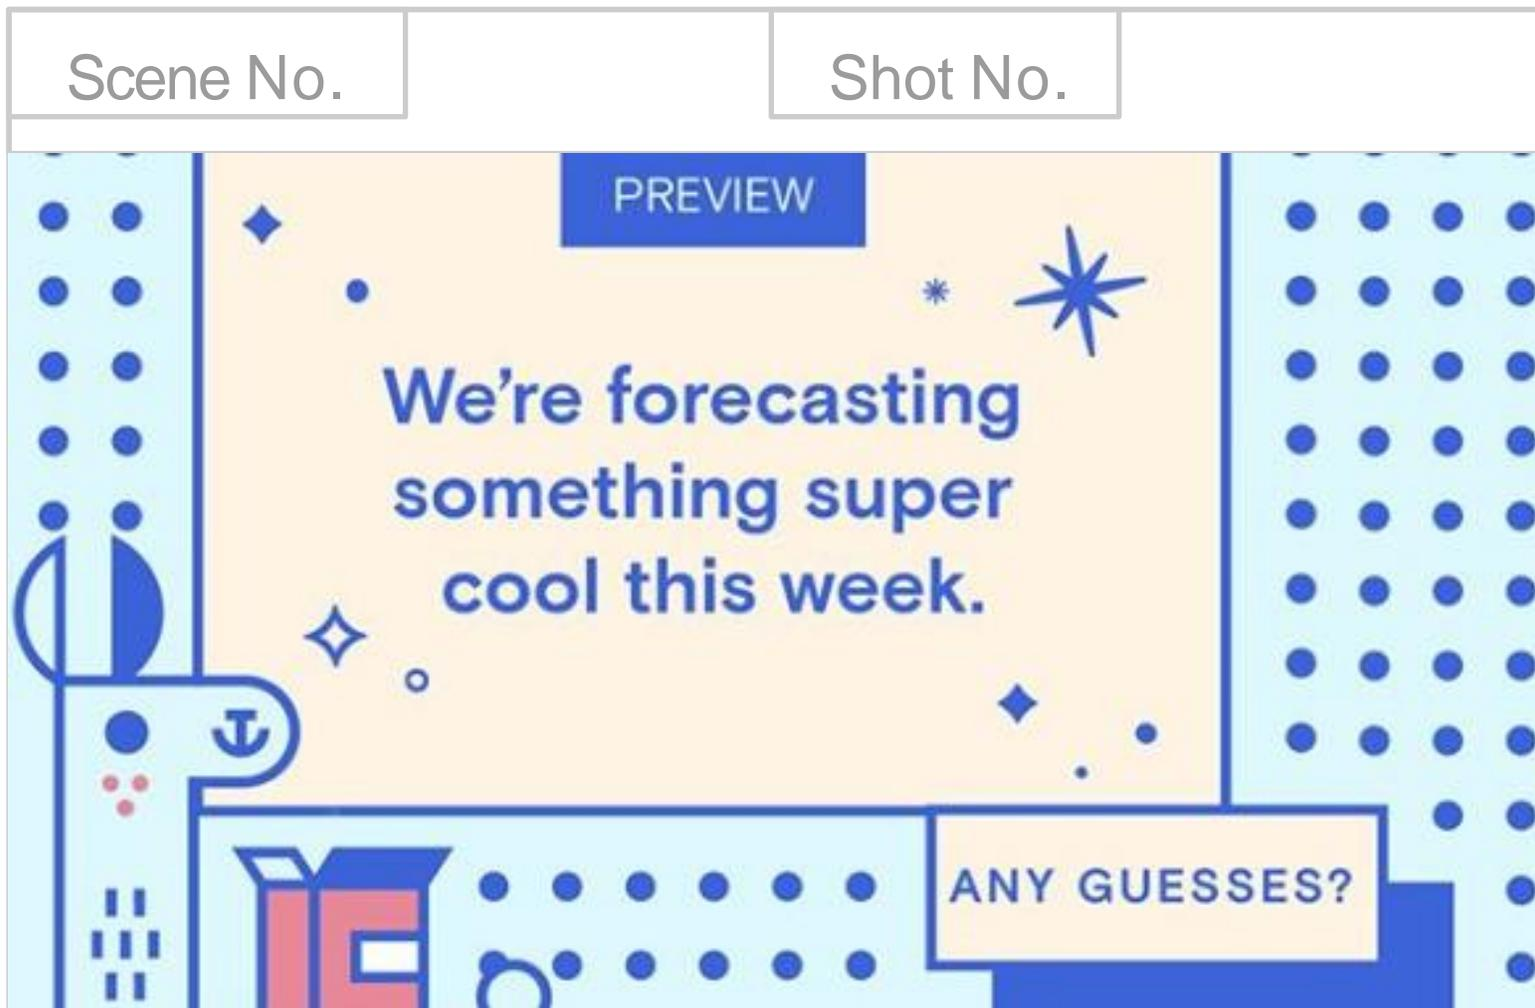 Scene No.
Shot No.
PREVIEW
We’re forecasting
something super
cool this week.
ANY GUESSES?